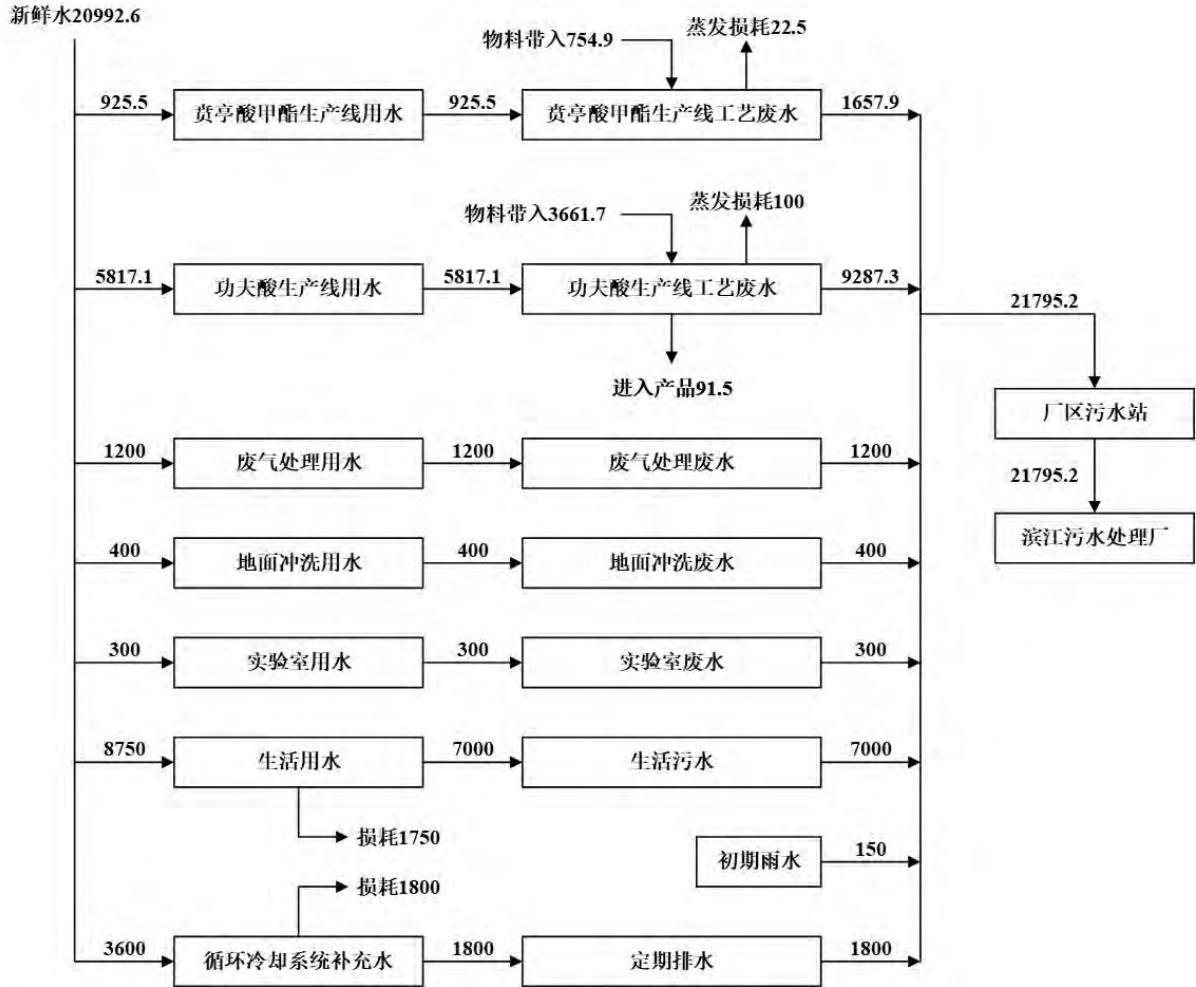 新鲜水20992.6
物料带入754.9
蒸发损耗22.5
925.5
贲亭酸甲酯生产线用水
925.5
贲亭酸甲酯生产线工艺废水
1657.9
物料带入3661.7
蒸发损耗100
5817.1
功夫酸生产线用水
5817.1
功夫酸生产线工艺废水
9287.3
进入产品91.5
21795.2
厂区污水站
21795.2
滨江污水处理厂
1200
废气处理用水
1200
废气处理废水
1200
400
地面冲洗用水
400
地面冲洗废水
400
300
实验室用水
300
实验室废水
300
8750
生活用水
7000
生活污水
7000
损耗1750
初期雨水
150
损耗1800
3600
循环冷却系统补充水
1800
定期排水
1800